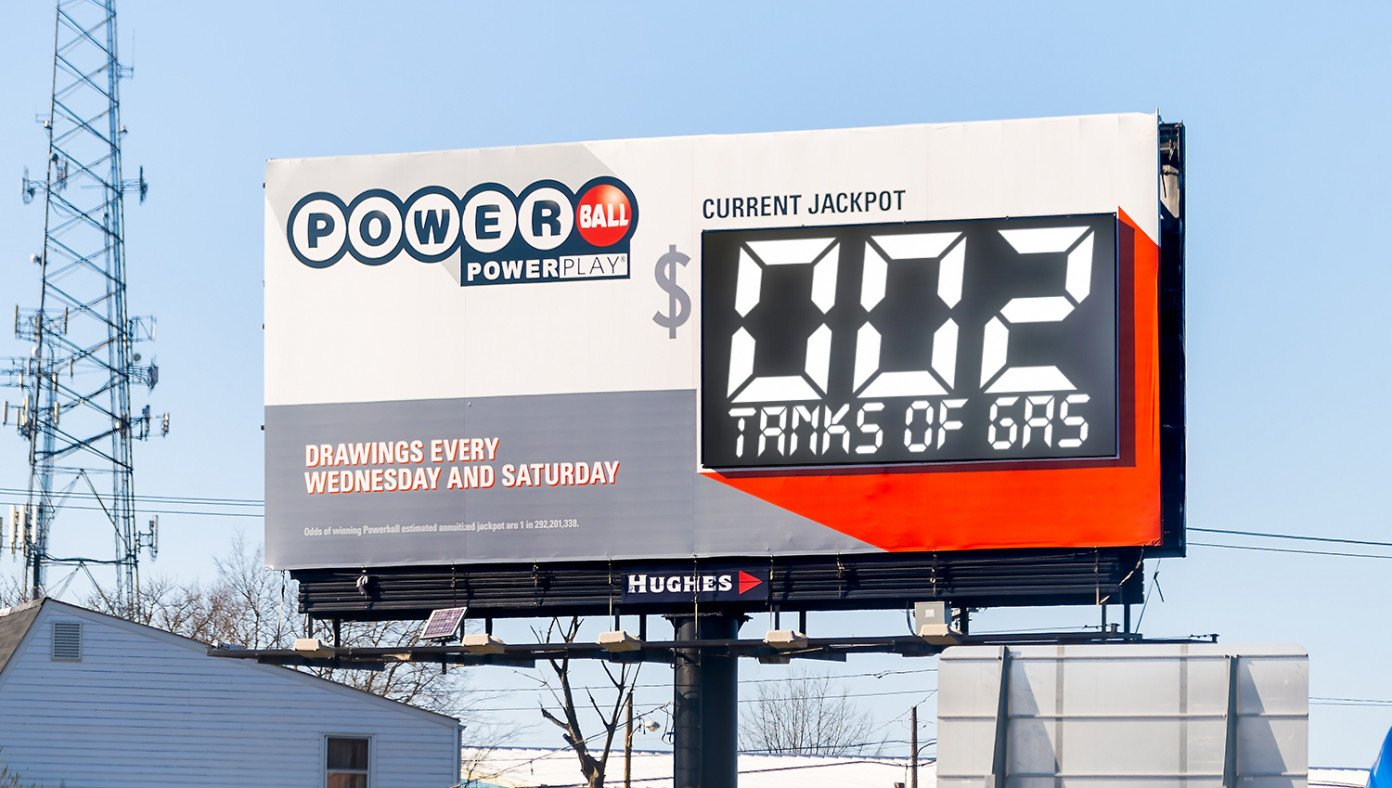 POWERBALL
POWERPLAY®
CURRENT JACKPOT
$ 002
TANKS OF GAS
DRAWINGS EVERY
WEDNESDAY AND SATURDAY
Odds of winning Powerball estimated annuitized jackpot are 1 in 292,201,338.
HUGHES